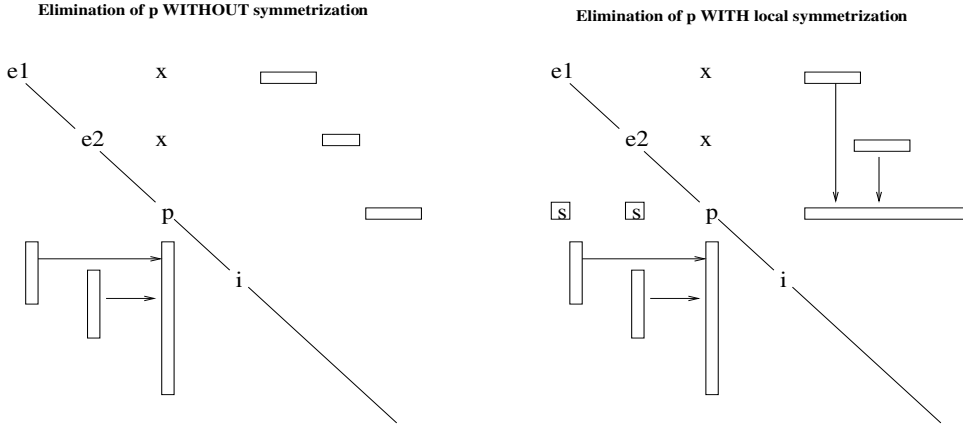 Elimination of p WITHOUT symmetrization
e1 x
e2 x
p
i
Elimination of p WITH local symmetrization
e1 x
e2 x
s s p
i